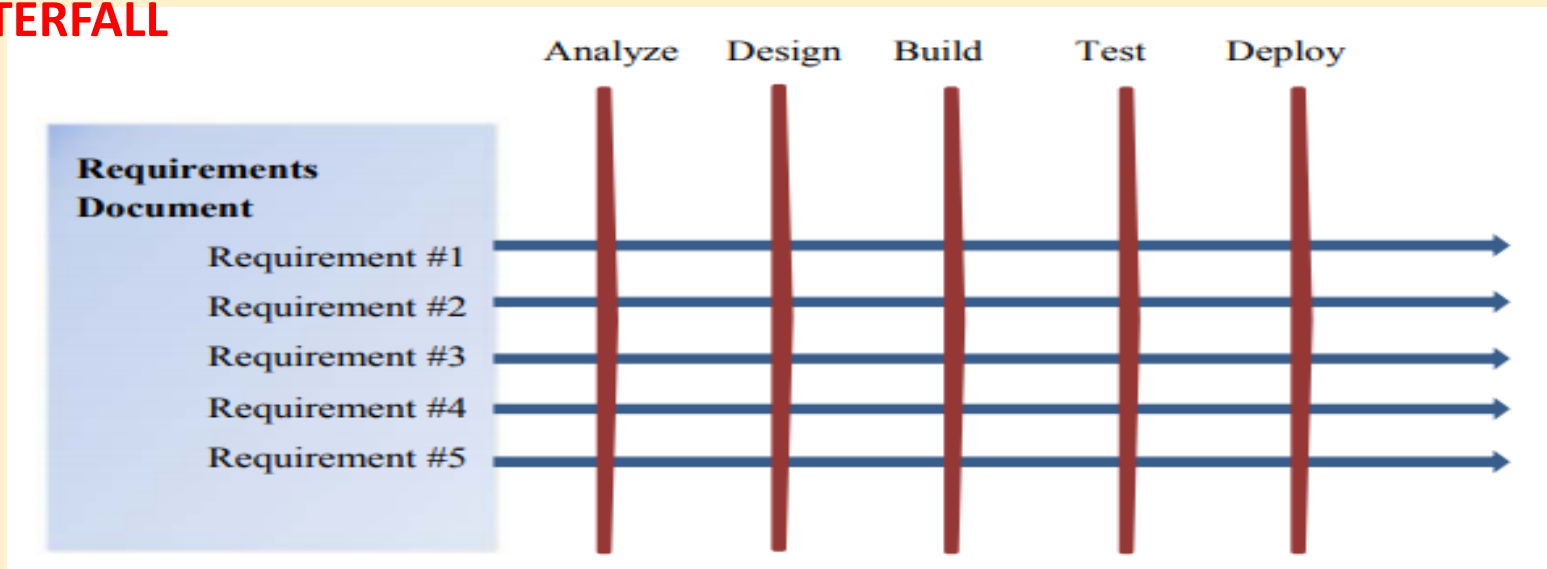 TERFALL
Analyze Design Build Test Deploy
Requirements
Document
Requirement #1
Requirement #2
Requirement #3
Requirement #4
Requirement #5